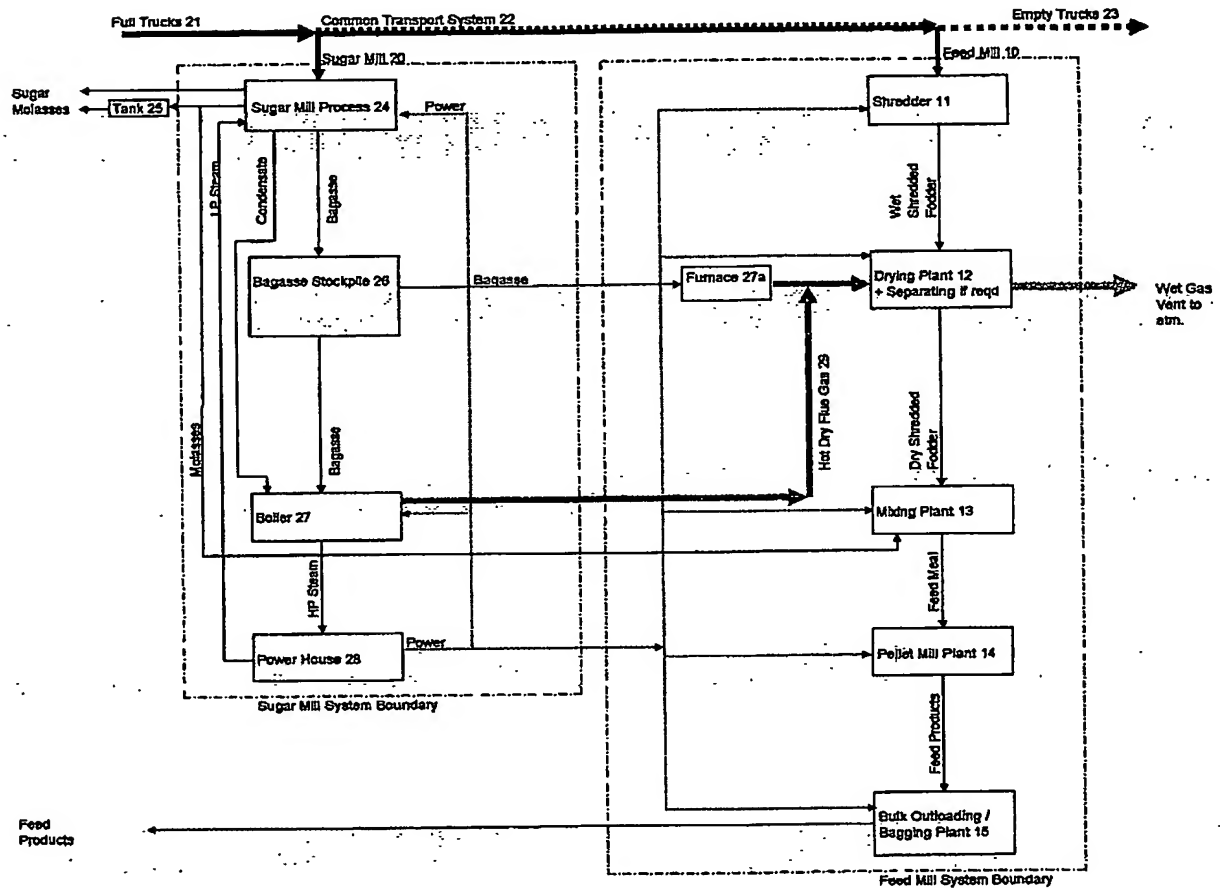 Full Trucks 21
Common Transport System 22
Empty Trucks 23
Sugar Mill 20
Feed Mill 10
Sugar
Molasses
Tank 25
Sugar Mill Process 24
Power
Shredder 11
LP Steam
Condensate
Bagasse
Wet
Shredded
Fodder
Bagasse Stockpile 26
Bagasse
Furnace 27a
Drying Plant 12
+ Separating if reqd
Wet Gas
Vent to
atm.
Molasses
Bagasse
Hot Dry Flue Gas 29
Dry Shredded
Fodder
Boiler 27
Mixing Plant 13
HP Steam
Feed Meal
Power House 28
Power
Pellet Mill Plant 14
Sugar Mill System Boundary
Feed Products
Feed
Products
Bulk Outloading /
Bagging Plant 15
Feed Mill System Boundary